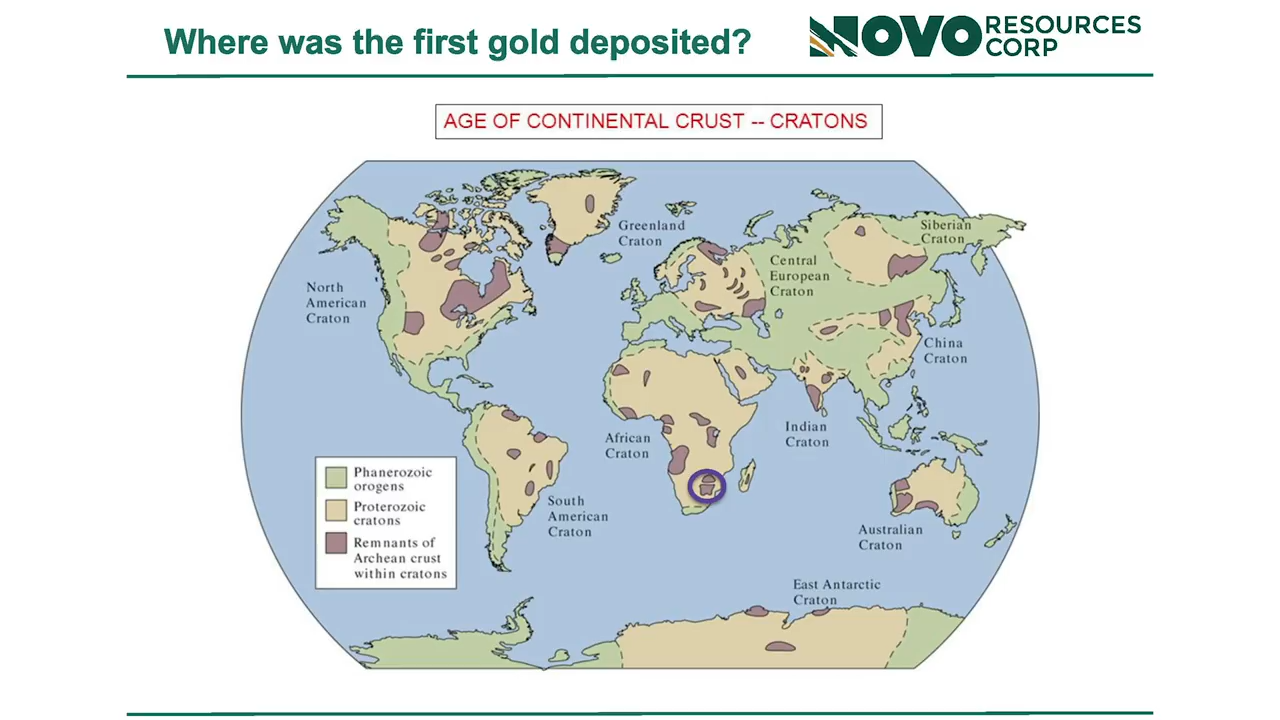 Where was the first gold deposited?
NOVO RESOURCES
CORP
AGE OF CONTINENTAL CRUST -- CRATONS
Greenland
Craton
Siberian
Craton
Central
European
Craton
North
American
Craton
China
Craton
Indian
Craton
African
Craton
South
American
Craton
Australian
Craton
East Antarctic
Craton
Phanerozoic
orogens
Proterozoic
cratons
Remnants of
Archean crust
within cratons